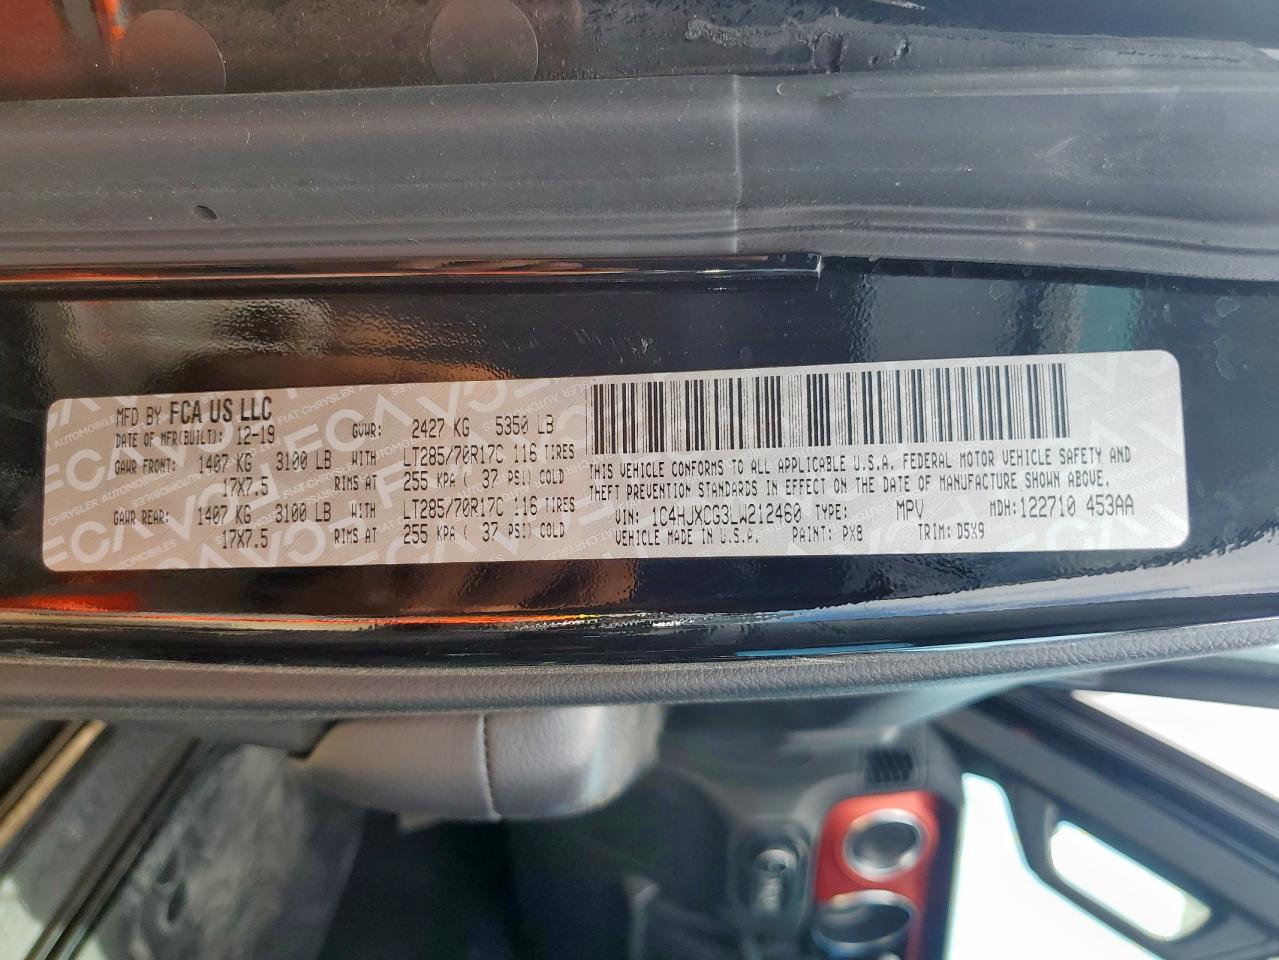 MFD BY FCA US LLC
DATE OF MFR(BUILT): 12-19 GVWR: 2427 KG 5350 LB
GAWR FRONT: 1407 KG 3100 LB WITH LT285/70R17C 116 TIRES
17X7.5 RIMS AT 255 KPA ( 37 PSI) COLD
GAWR REAR: 1407 KG 3100 LB WITH LT285/70R17C 116 TIRES
17X7.5 RIMS AT 255 KPA ( 37 PSI) COLD
THIS VEHICLE CONFORMS TO ALL APPLICABLE U.S.A. FEDERAL MOTOR VEHICLE SAFETY AND
THEFT PREVENTION STANDARDS IN EFFECT ON THE DATE OF MANUFACTURE SHOWN ABOVE.
VIN: 1C4HJXCG3LW212460 TYPE: MPV MDH:122710 453AA
VEHICLE MADE IN U.S.A. PAINT: PX8 TRIM: D5X9